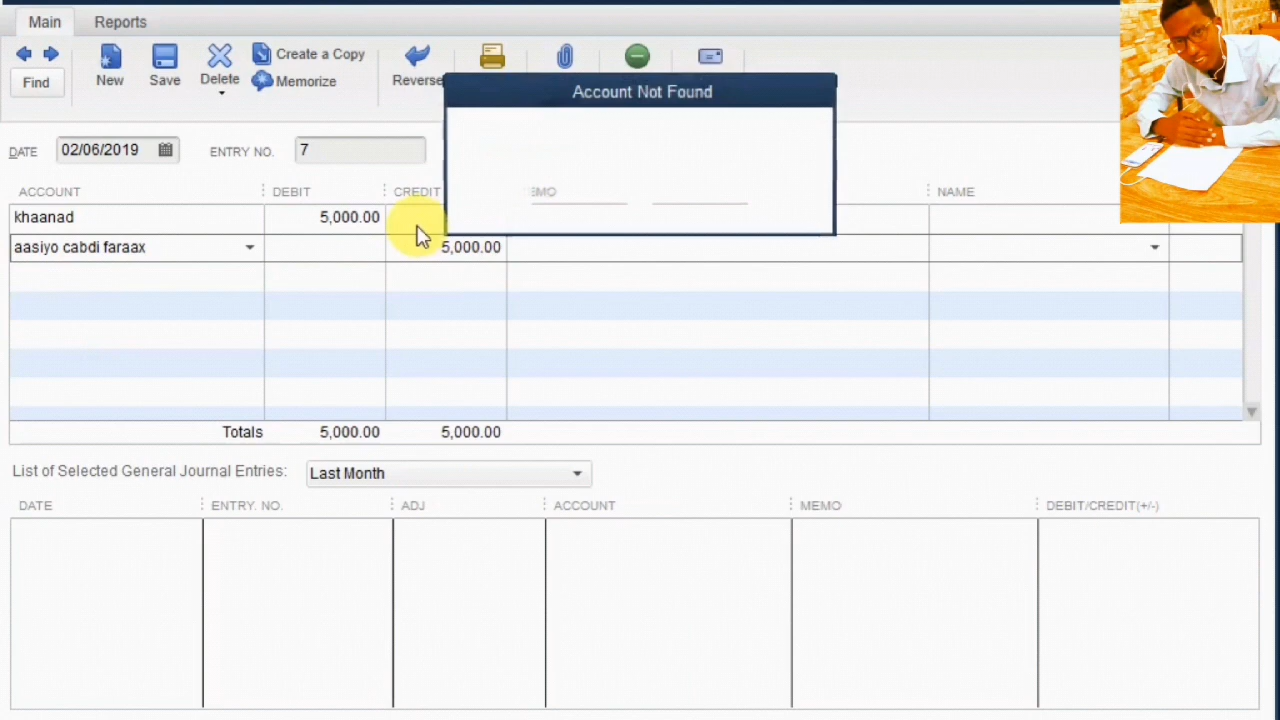 Main Reports
Find New Save Delete Create a Copy Memorize Reverse
Account Not Found
DATE 02/06/2019 ENTRY NO. 7
ACCOUNT DEBIT CREDIT EMO NAME
khaanad 5,000.00
aasiyo cabdi faraax 5,000.00
Totals 5,000.00 5,000.00
List of Selected General Journal Entries: Last Month
DATE ENTRY. NO. ADJ ACCOUNT MEMO DEBIT/CREDIT(+/-)